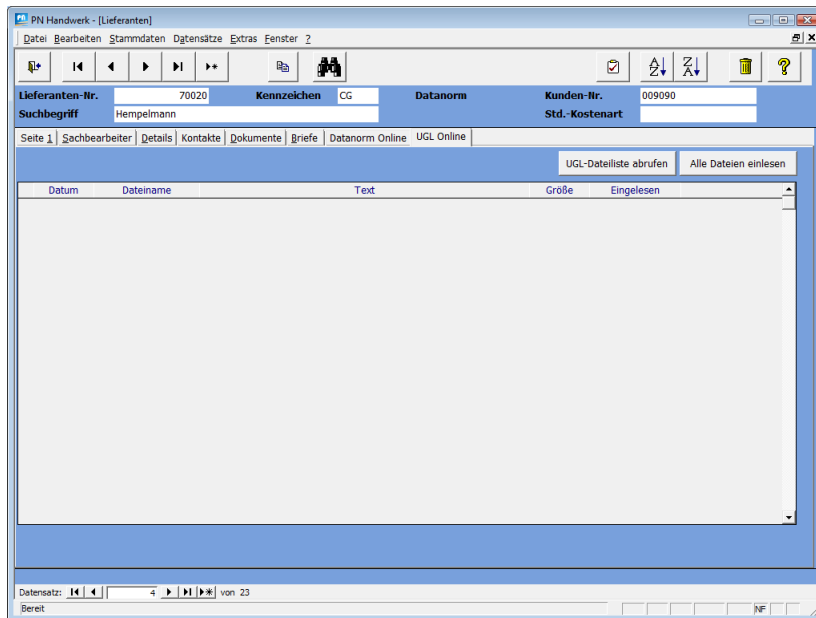 PN Handwerk - [Lieferanten]
Datei Bearbeiten Stammdaten Datensätze Extras Fenster ?
Lieferanten-Nr. 70020 Kennzeichen CG Datanorm Kunden-Nr. 009090
Suchbegriff Hempelmann Std.-Kostenart
Seite 1 Sachbearbeiter Details Kontakte Dokumente Briefe Datanorm Online UGL Online
UGL-Dateiliste abrufen Alle Dateien einlesen
Datum Dateiname Text Größe Eingelesen
Datensatz: 4 von 23
Bereit NF